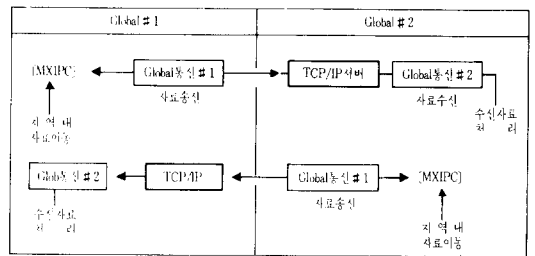 Global # 1
Global # 2
[MXIPC]
Global통신 # 1
TCP/IP서버
Global통신 # 2
자료송신
자료수신
지 역 내
자료이동
수신자료
처 리
Glob통신 # 2
TCP/IP
Global통신 # 1
[MXIPC]
수신자료
처 리
자료송신
지 역 내
자료이동